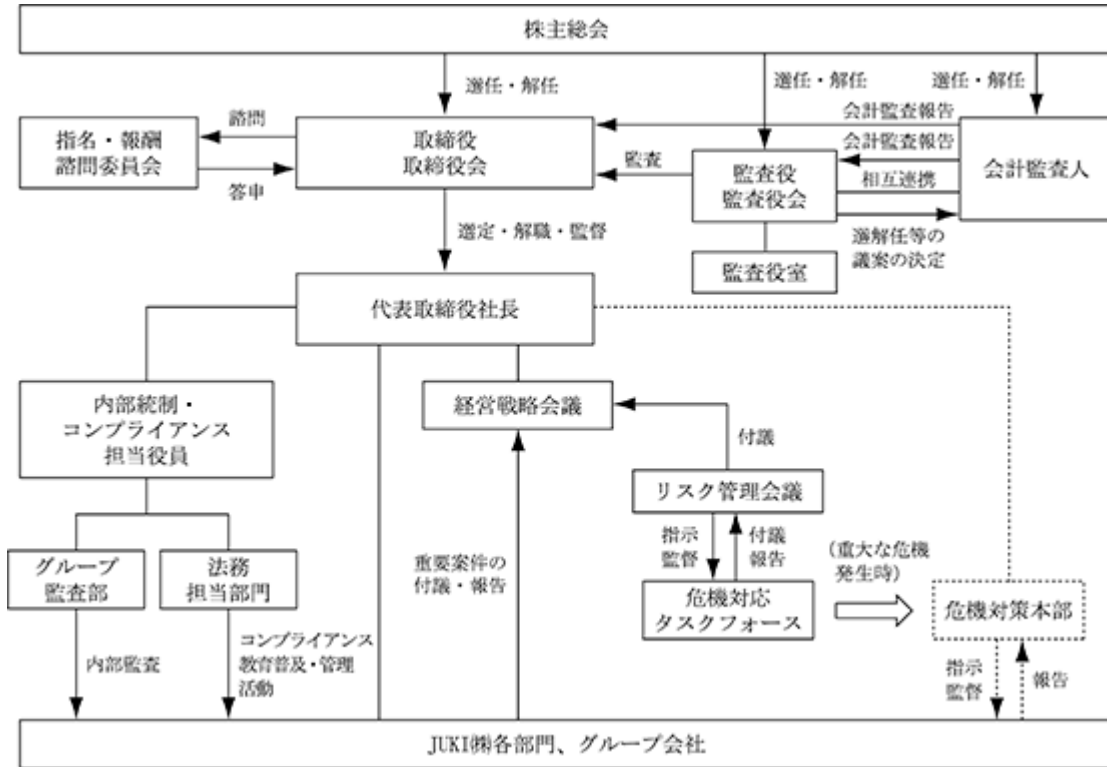 株主総会
選任・解任
選任・解任
選任・解任
会計監査報告
諮問
指名・報酬
諮問委員会
答申
取締役
取締役会
監査
会計監査報告
監査役
監査役会
相互連携
会計監査人
選解任等の
議案の決定
監査役室
選定・解職・監督
代表取締役社長
内部統制・
コンプライアンス
担当役員
経営戦略会議
付議
リスク管理会議
指示
監督
付議
報告
グループ
監査部
法務
担当部門
重要案件の
付議・報告
危機対応
タスクフォース
(重大な危機
発生時)
危機対策本部
内部監査
コンプライアンス
教育普及・管理
活動
指示
監督
報告
JUKI㈱各部門、グループ会社